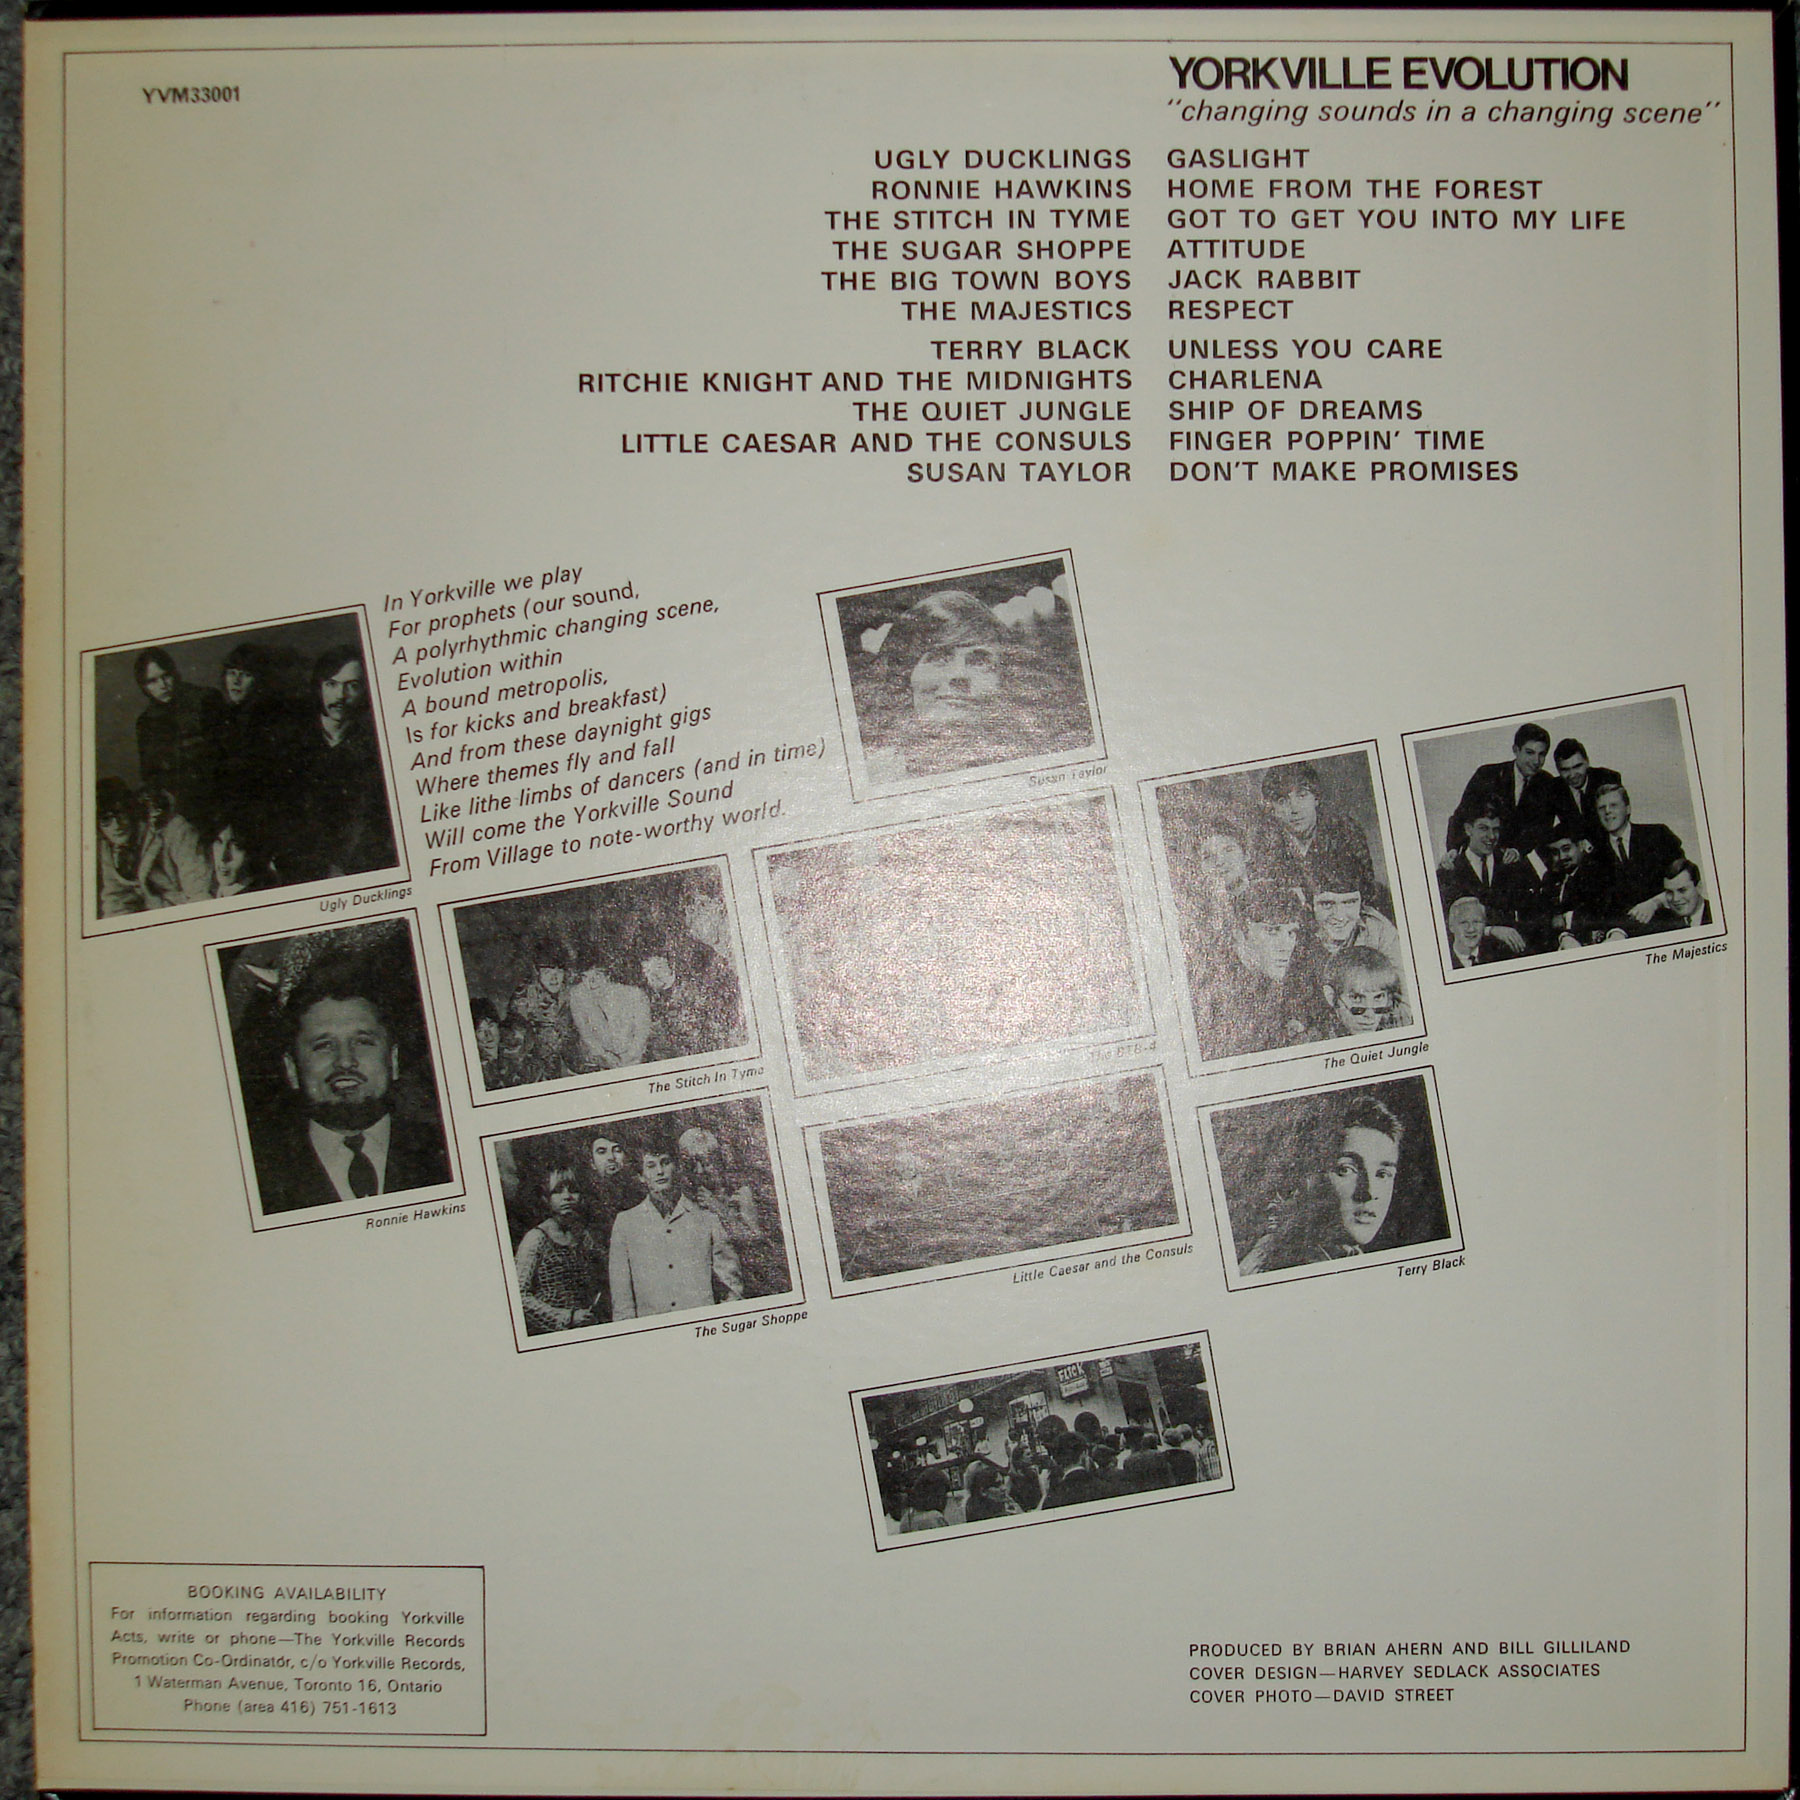 YVM33001
YORKVILLE EVOLUTION
"changing sounds in a changing scene"
UGLY DUCKLINGS GASLIGHT
RONNIE HAWKINS HOME FROM THE FOREST
THE STITCH IN TYME GOT TO GET YOU INTO MY LIFE
THE SUGAR SHOPPE ATTITUDE
THE BIG TOWN BOYS JACK RABBIT
THE MAJESTICS RESPECT
TERRY BLACK UNLESS YOU CARE
RITCHIE KNIGHT AND THE MIDNIGHTS CHARLENA
THE QUIET JUNGLE SHIP OF DREAMS
LITTLE CAESAR AND THE CONSULS FINGER POPPIN' TIME
SUSAN TAYLOR DON'T MAKE PROMISES
In Yorkville we play
For prophets (our sound,
A polyrhythmic changing scene,
Evolution within
A bound metropolis,
Is for kicks and breakfast)
And from these daynight gigs
Where themes fly and fall
Like lithe limbs of dancers (and in time)
Will come the Yorkville Sound
From Village to note-worthy world.
Susan Taylor
Ugly Ducklings
The Majestics
The Stitch In Tyme
The BTB.4
The Quiet Jungle
Ronnie Hawkins
Little Caesar and the Consuls
Terry Black
The Sugar Shoppe
BOOKING AVAILABILITY
For information regarding booking Yorkville
Acts, write or phone—The Yorkville Records
Promotion Co-Ordinator, c/o Yorkville Records,
1 Waterman Avenue, Toronto 16, Ontario
Phone (area 416) 751-1613
PRODUCED BY BRIAN AHERN AND BILL GILLILAND
COVER DESIGN—HARVEY SEDLACK ASSOCIATES
COVER PHOTO—DAVID STREET